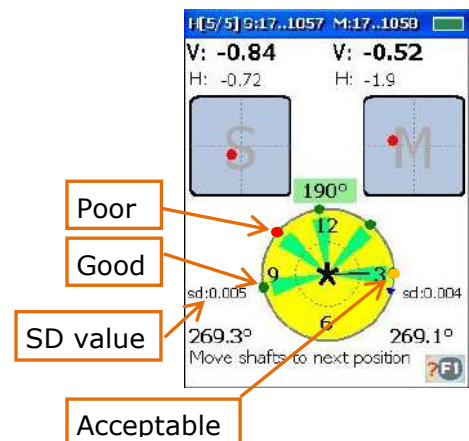 H[5/5] S:17..1057 M:17..1058
V: -0.84 V: -0.52
H: -0.72 H: -1.9
S M
190°
Poor
12
Good
9 3
sd:0.005 sd:0.004
SD value
6
269.3° 269.1°
Move shafts to next position
?F1
Acceptable